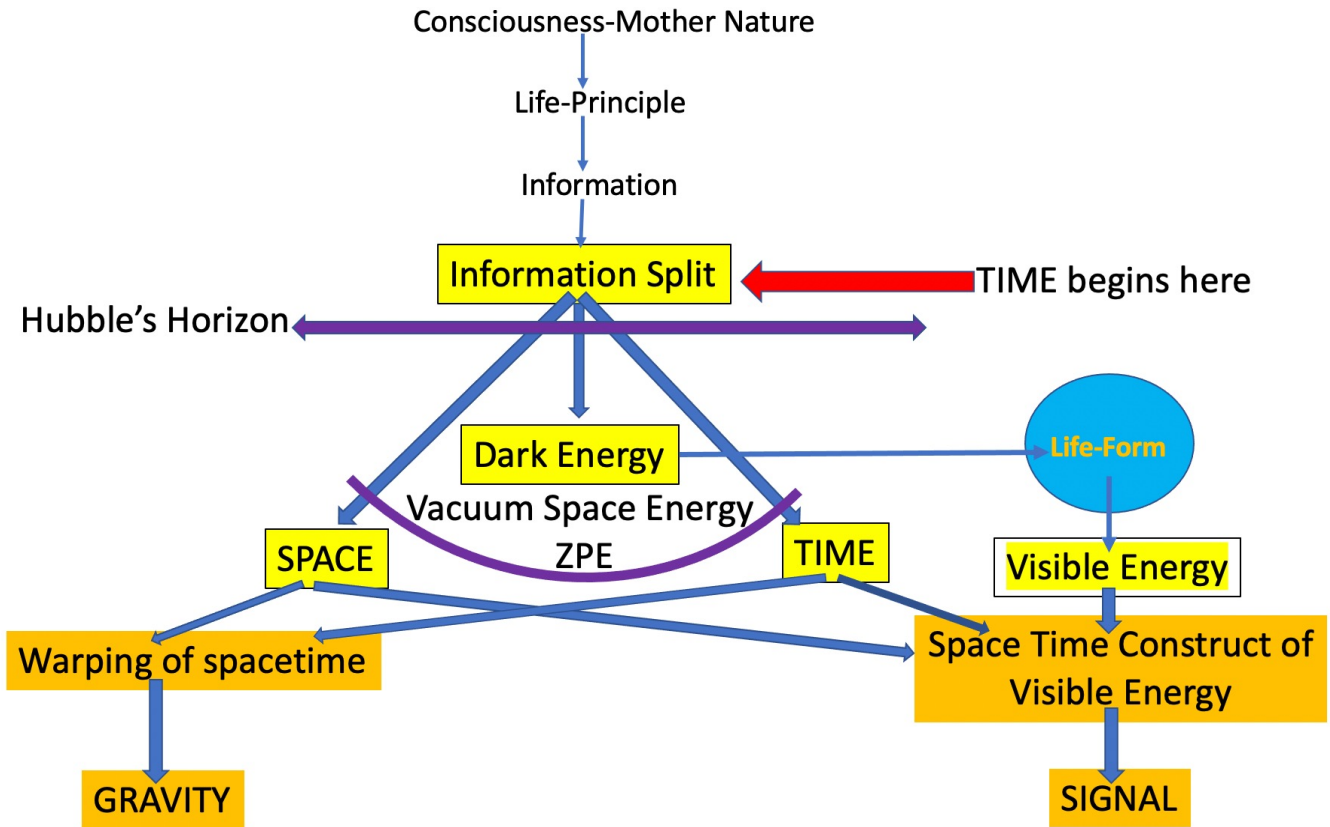 Consciousness-Mother Nature
Life-Principle
Information
Information Split
TIME begins here
Hubble’s Horizon
Dark Energy
Life-Form
Vacuum Space Energy
ZPE
SPACE
TIME
Visible Energy
Warping of spacetime
Space Time Construct of
Visible Energy
GRAVITY
SIGNAL